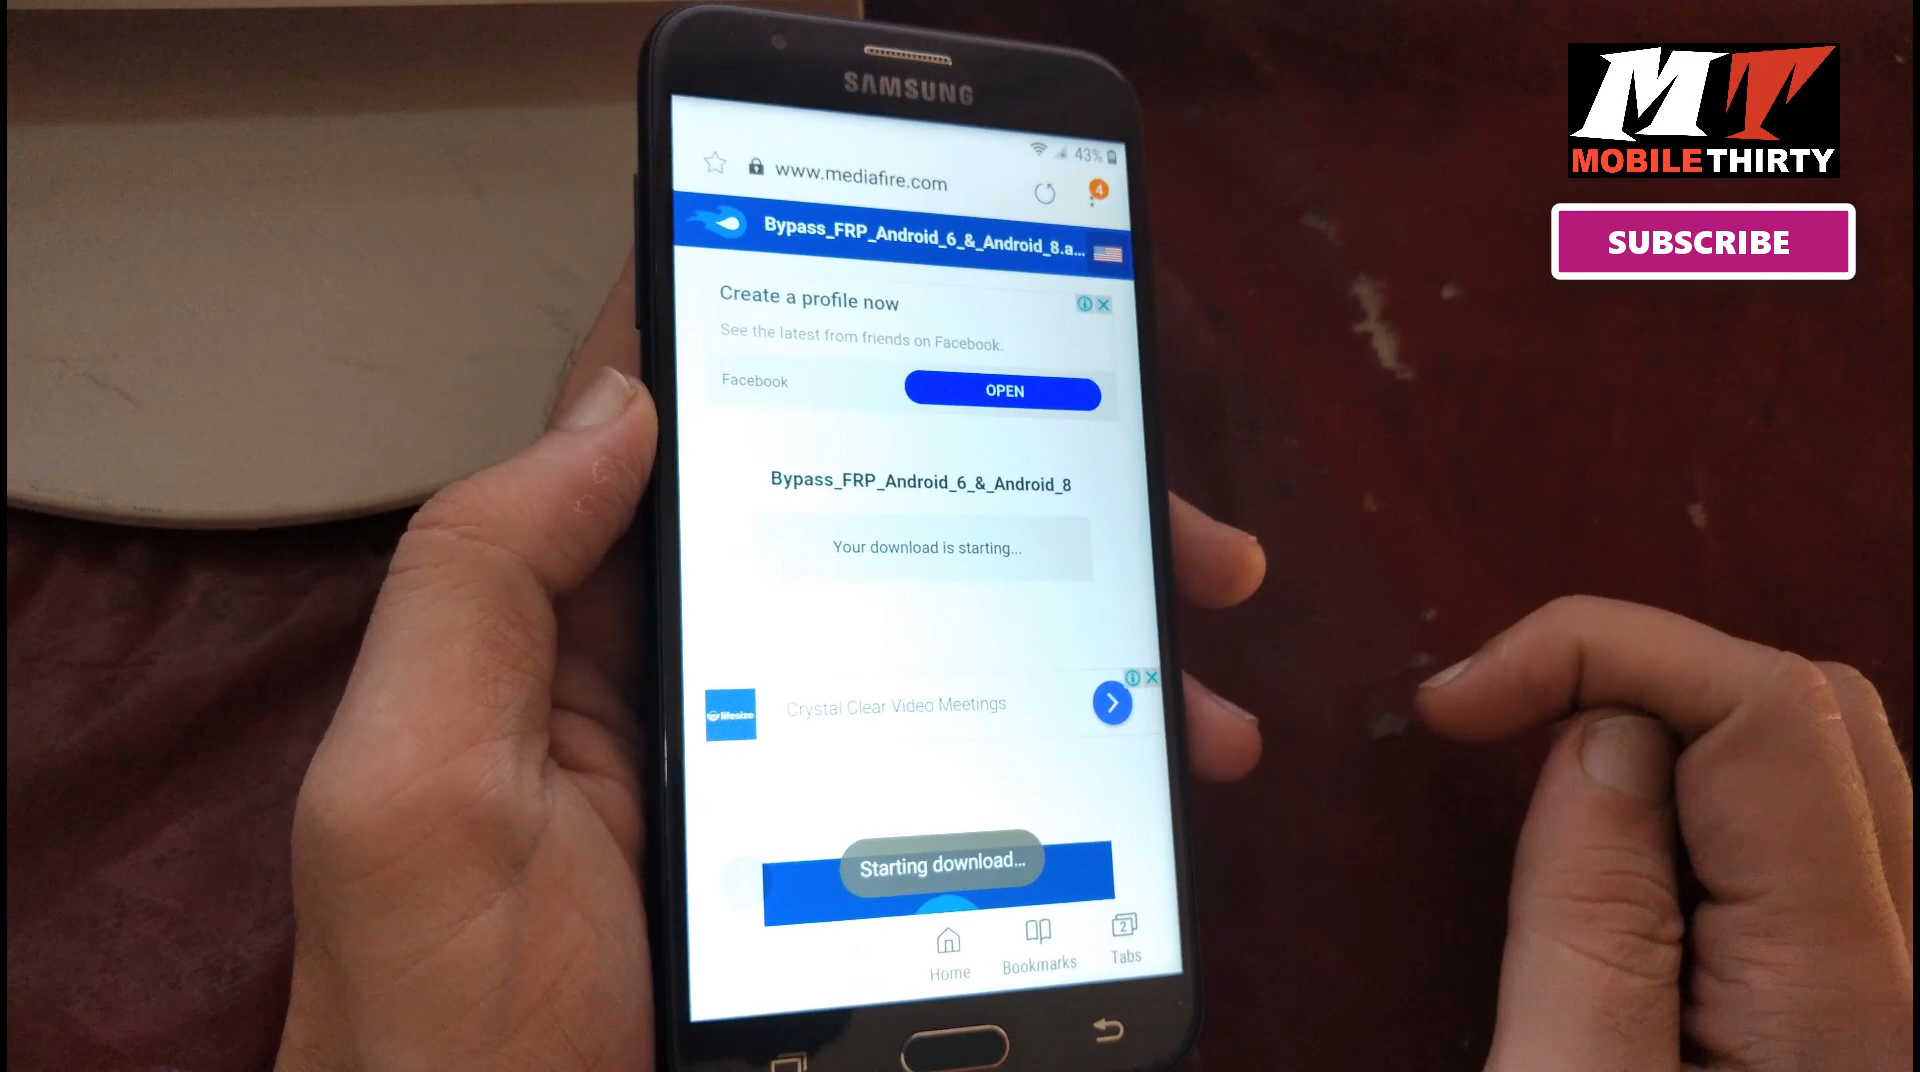 SAMSUNG
43%
www.mediafire.com
4
Bypass_FRP_Android_6_&_Android_8.a...
Create a profile now
See the latest from friends on Facebook.
Facebook
OPEN
Bypass_FRP_Android_6_&_Android_8
Your download is starting...
lifesize
Crystal Clear Video Meetings
Starting download...
Home
Bookmarks
2
Tabs
MT
MOBILE THIRTY
SUBSCRIBE